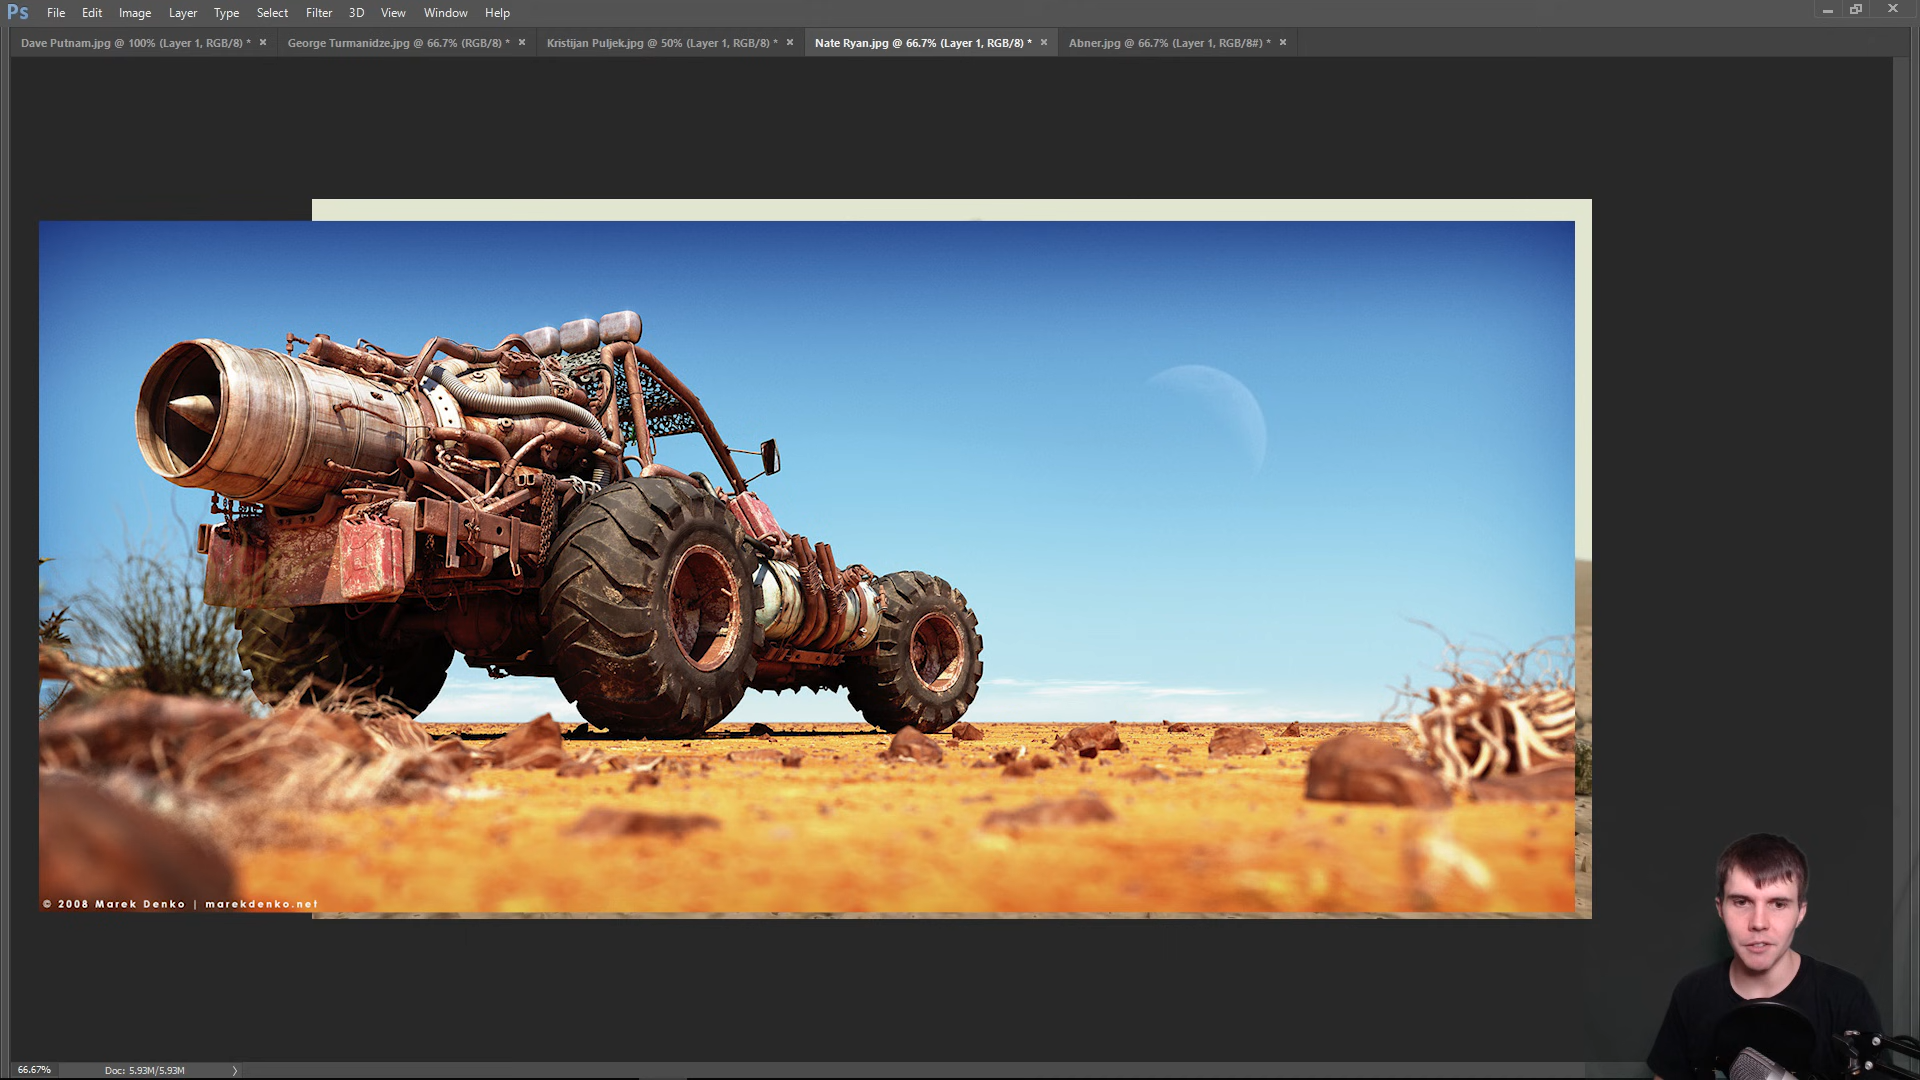 Ps File Edit Image Layer Type Select Filter 3D View Window Help
Dave Putnam.jpg @ 100% (Layer 1, RGB/8) * × George Turmanidze.jpg @ 66.7% (RGB/8) * × Kristijan Puljek.jpg @ 50% (Layer 1, RGB/8) * × Nate Ryan.jpg @ 66.7% (Layer 1, RGB/8) * × Abner.jpg @ 66.7% (Layer 1, RGB/8#) * ×
© 2008 Marek Denko | marekdenko.net
66.67% Doc: 5.93M/5.93M